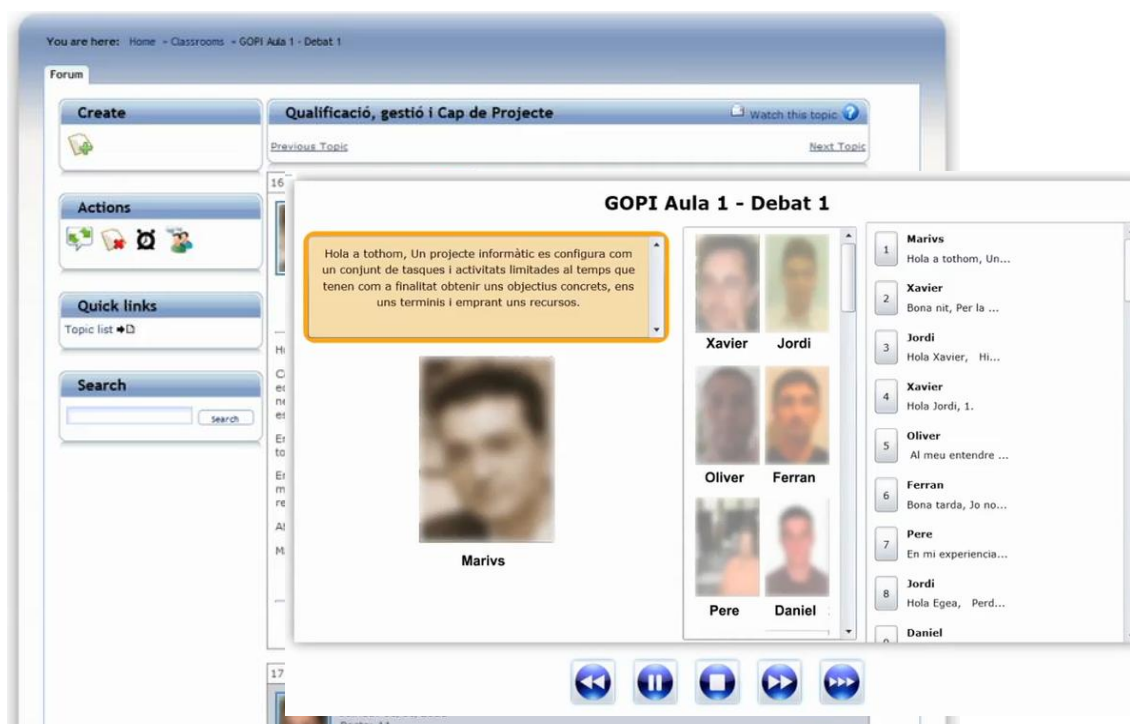 You are here: Home - Classrooms - GOPI Aula 1 - Debat 1
Forum
Create
Actions
Quick links
Topic list
Search
Search
Qualificació, gestió i Cap de Projecte
Watch this topic
Previous Topic
Next Topic
16
GOPI Aula 1 - Debat 1
Hola a tothom, Un projecte informàtic es configura com
un conjunt de tasques i activitats limitades al temps que
tenen com a finalitat obtenir uns objectius concrets, ens
uns terminis i emprant uns recursos.
Marivs
Xavier
Jordi
Oliver
Ferran
Pere
Daniel
1
Marivs
Hola a tothom, Un...
2
Xavier
Bona nit, Per la ...
3
Jordi
Hola Xavier, Hi...
4
Xavier
Hola Jordi, 1.
5
Oliver
Al meu entendre ...
6
Ferran
Bona tarda, Jo no...
7
Pere
En mi experiencia...
8
Jordi
Hola Egea, Perd...
Daniel
17